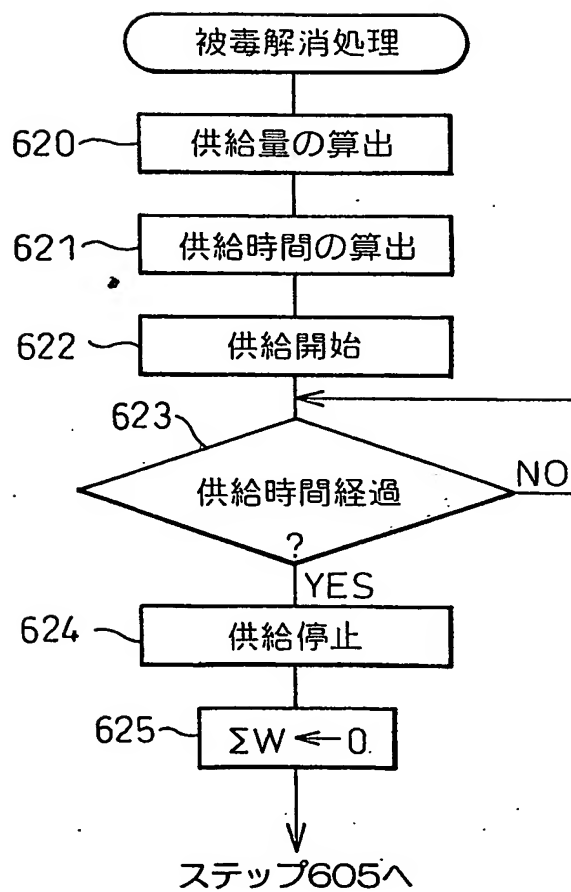 被毒解消処理
620
供給量の算出
621
供給時間の算出
622
供給開始
623
供給時間経過
?
NO
YES
624
供給停止
625
ΣW ← 0
ステップ605へ